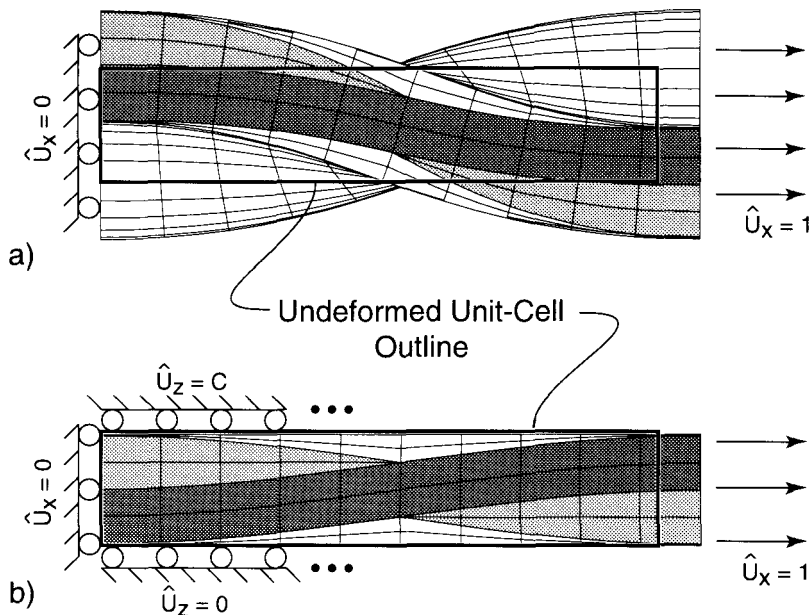 Û_x = 0
Û_x = 1
a)
Undeformed Unit-Cell
Outline
Û_z = C
•••
Û_x = 0
•••
b)
Û_z = 0
Û_x = 1